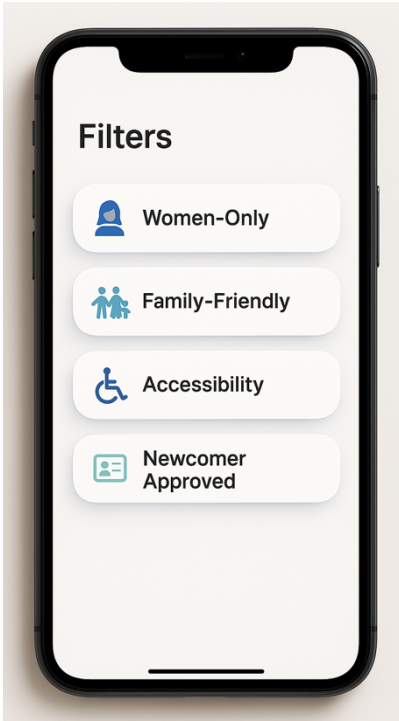 Filters
Women-Only
Family-Friendly
Accessibility
Newcomer
Approved